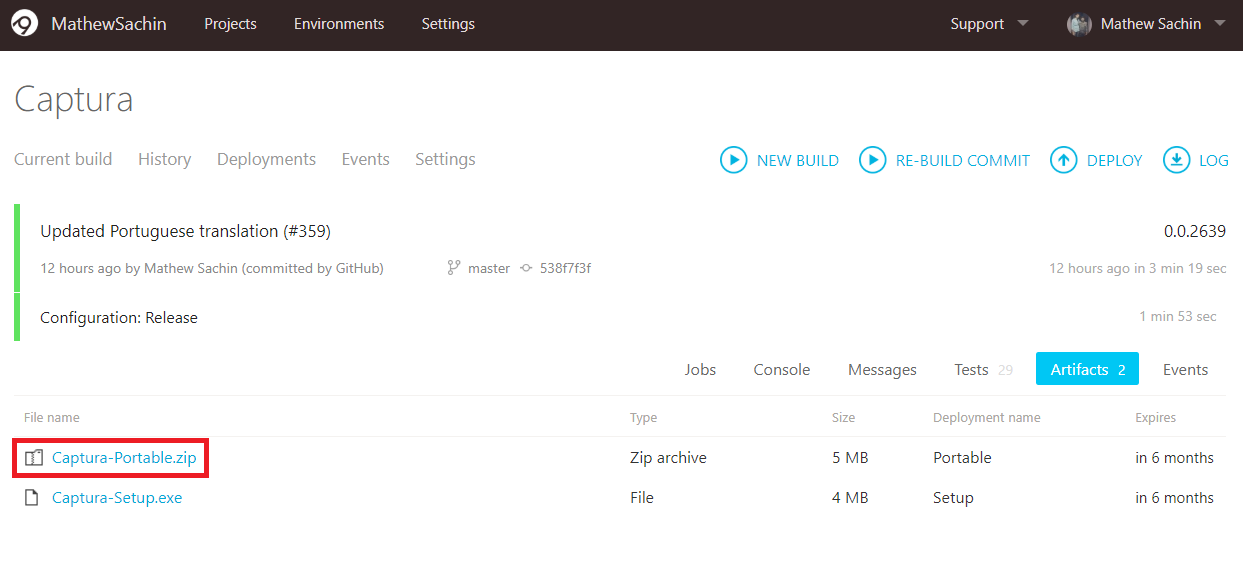 MathewSachin Projects Environments Settings Support Mathew Sachin
Captura
Current build History Deployments Events Settings NEW BUILD RE-BUILD COMMIT DEPLOY LOG
Updated Portuguese translation (#359) 0.0.2639
12 hours ago by Mathew Sachin (committed by GitHub) master 538f7f3f 12 hours ago in 3 min 19 sec
Configuration: Release 1 min 53 sec
Jobs Console Messages Tests 29 Artifacts 2 Events
File name Type Size Deployment name Expires
Captura-Portable.zip Zip archive 5 MB Portable in 6 months
Captura-Setup.exe File 4 MB Setup in 6 months